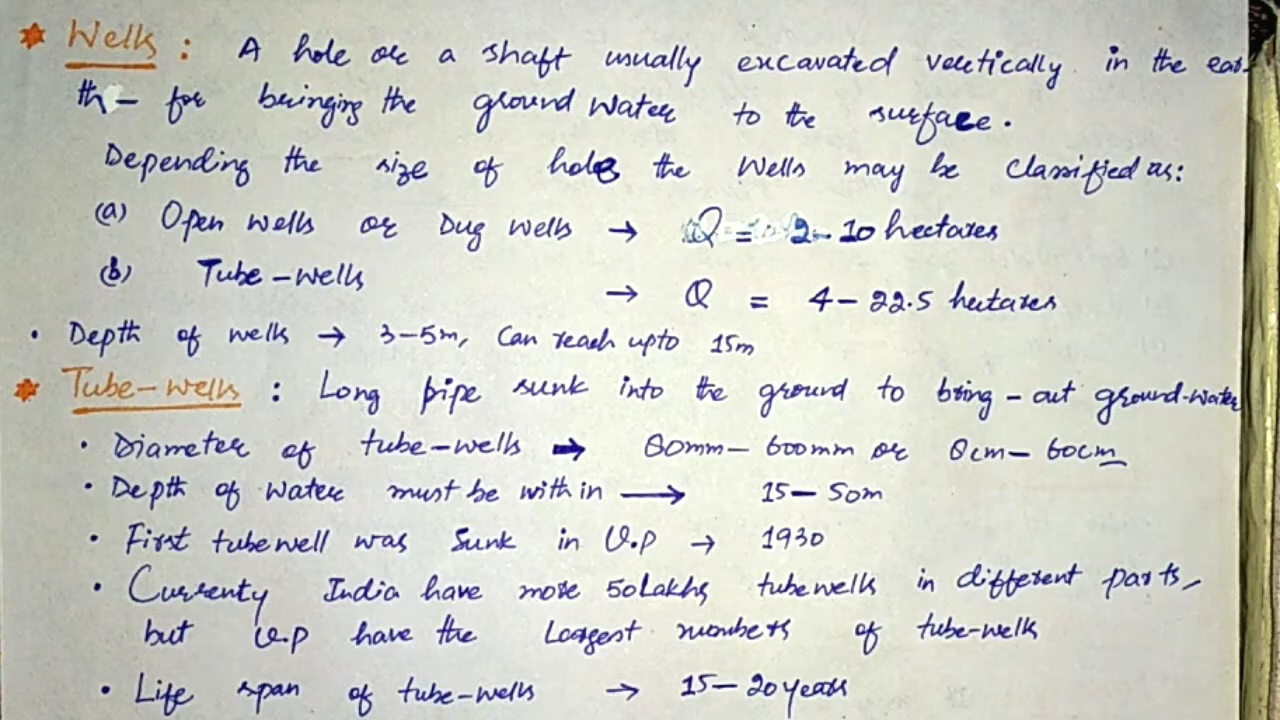 * Wells : A hole or a shaft usually excavated vertically in the ear-
th - for bringing the ground water to the surface.
Depending the size of holes the wells may be classified as:
(a) Open wells or Dug wells → Q = 2 - 10 hectares
(b) Tube - wells → Q = 4 - 22.5 hectares
• Depth of wells → 3-5m, Can reach upto 15m
* Tube-wells : Long pipe sunk into the ground to bring - out ground-water
• Diameter of tube-wells → 80mm - 600mm or 8cm - 60cm
• Depth of water must be within → 15 - 50m
• First tubewell was sunk in U.P → 1930
• Currenty India have more 50 Lakhs tubewells in different parts,
but U.P have the Largest numbers of tube-wells
• Life span of tube-wells → 15 - 20 years